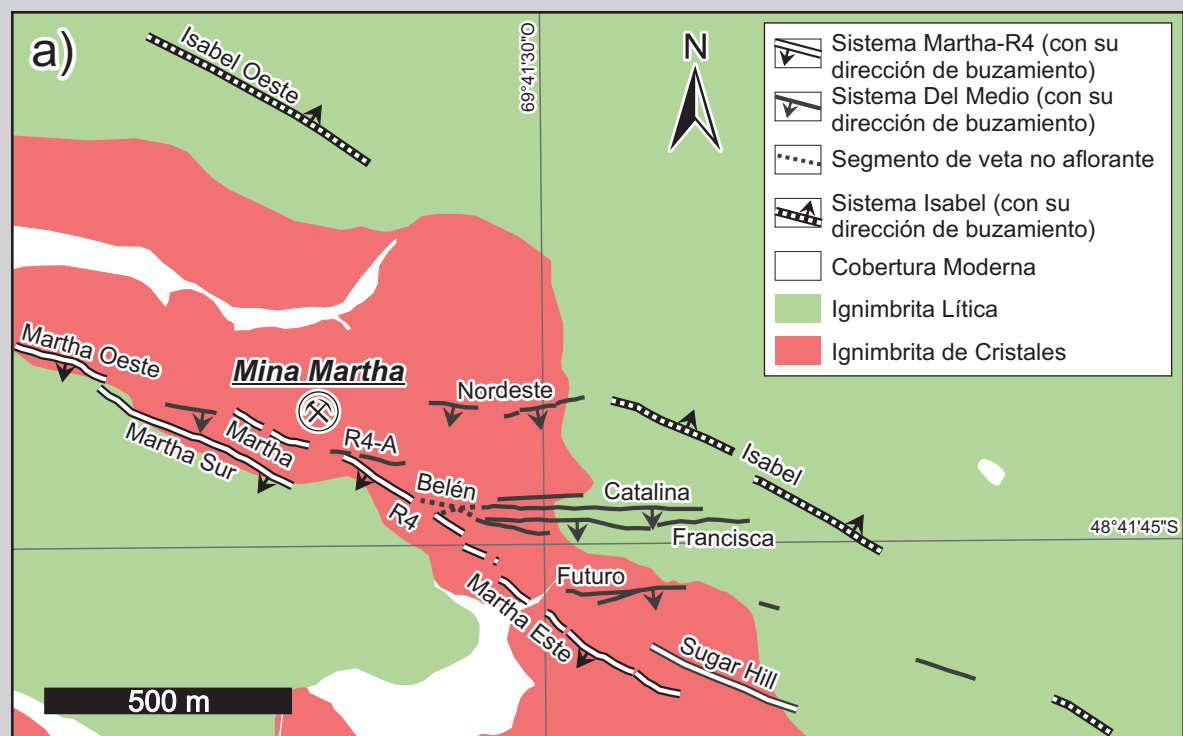 a)
Isabel Oeste
69°41'30"O
N
Sistema Martha-R4 (con su
dirección de buzamiento)
Sistema Del Medio (con su
dirección de buzamiento)
Segmento de veta no aflorante
Sistema Isabel (con su
dirección de buzamiento)
Cobertura Moderna
Ignimbrita Lítica
Ignimbrita de Cristales
Martha Oeste
Mina Martha
Nordeste
Martha
Martha Sur
R4-A
Isabel
Belén
Catalina
R4
Francisca
48°41'45"S
Futuro
Martha Este
Sugar Hill
500 m